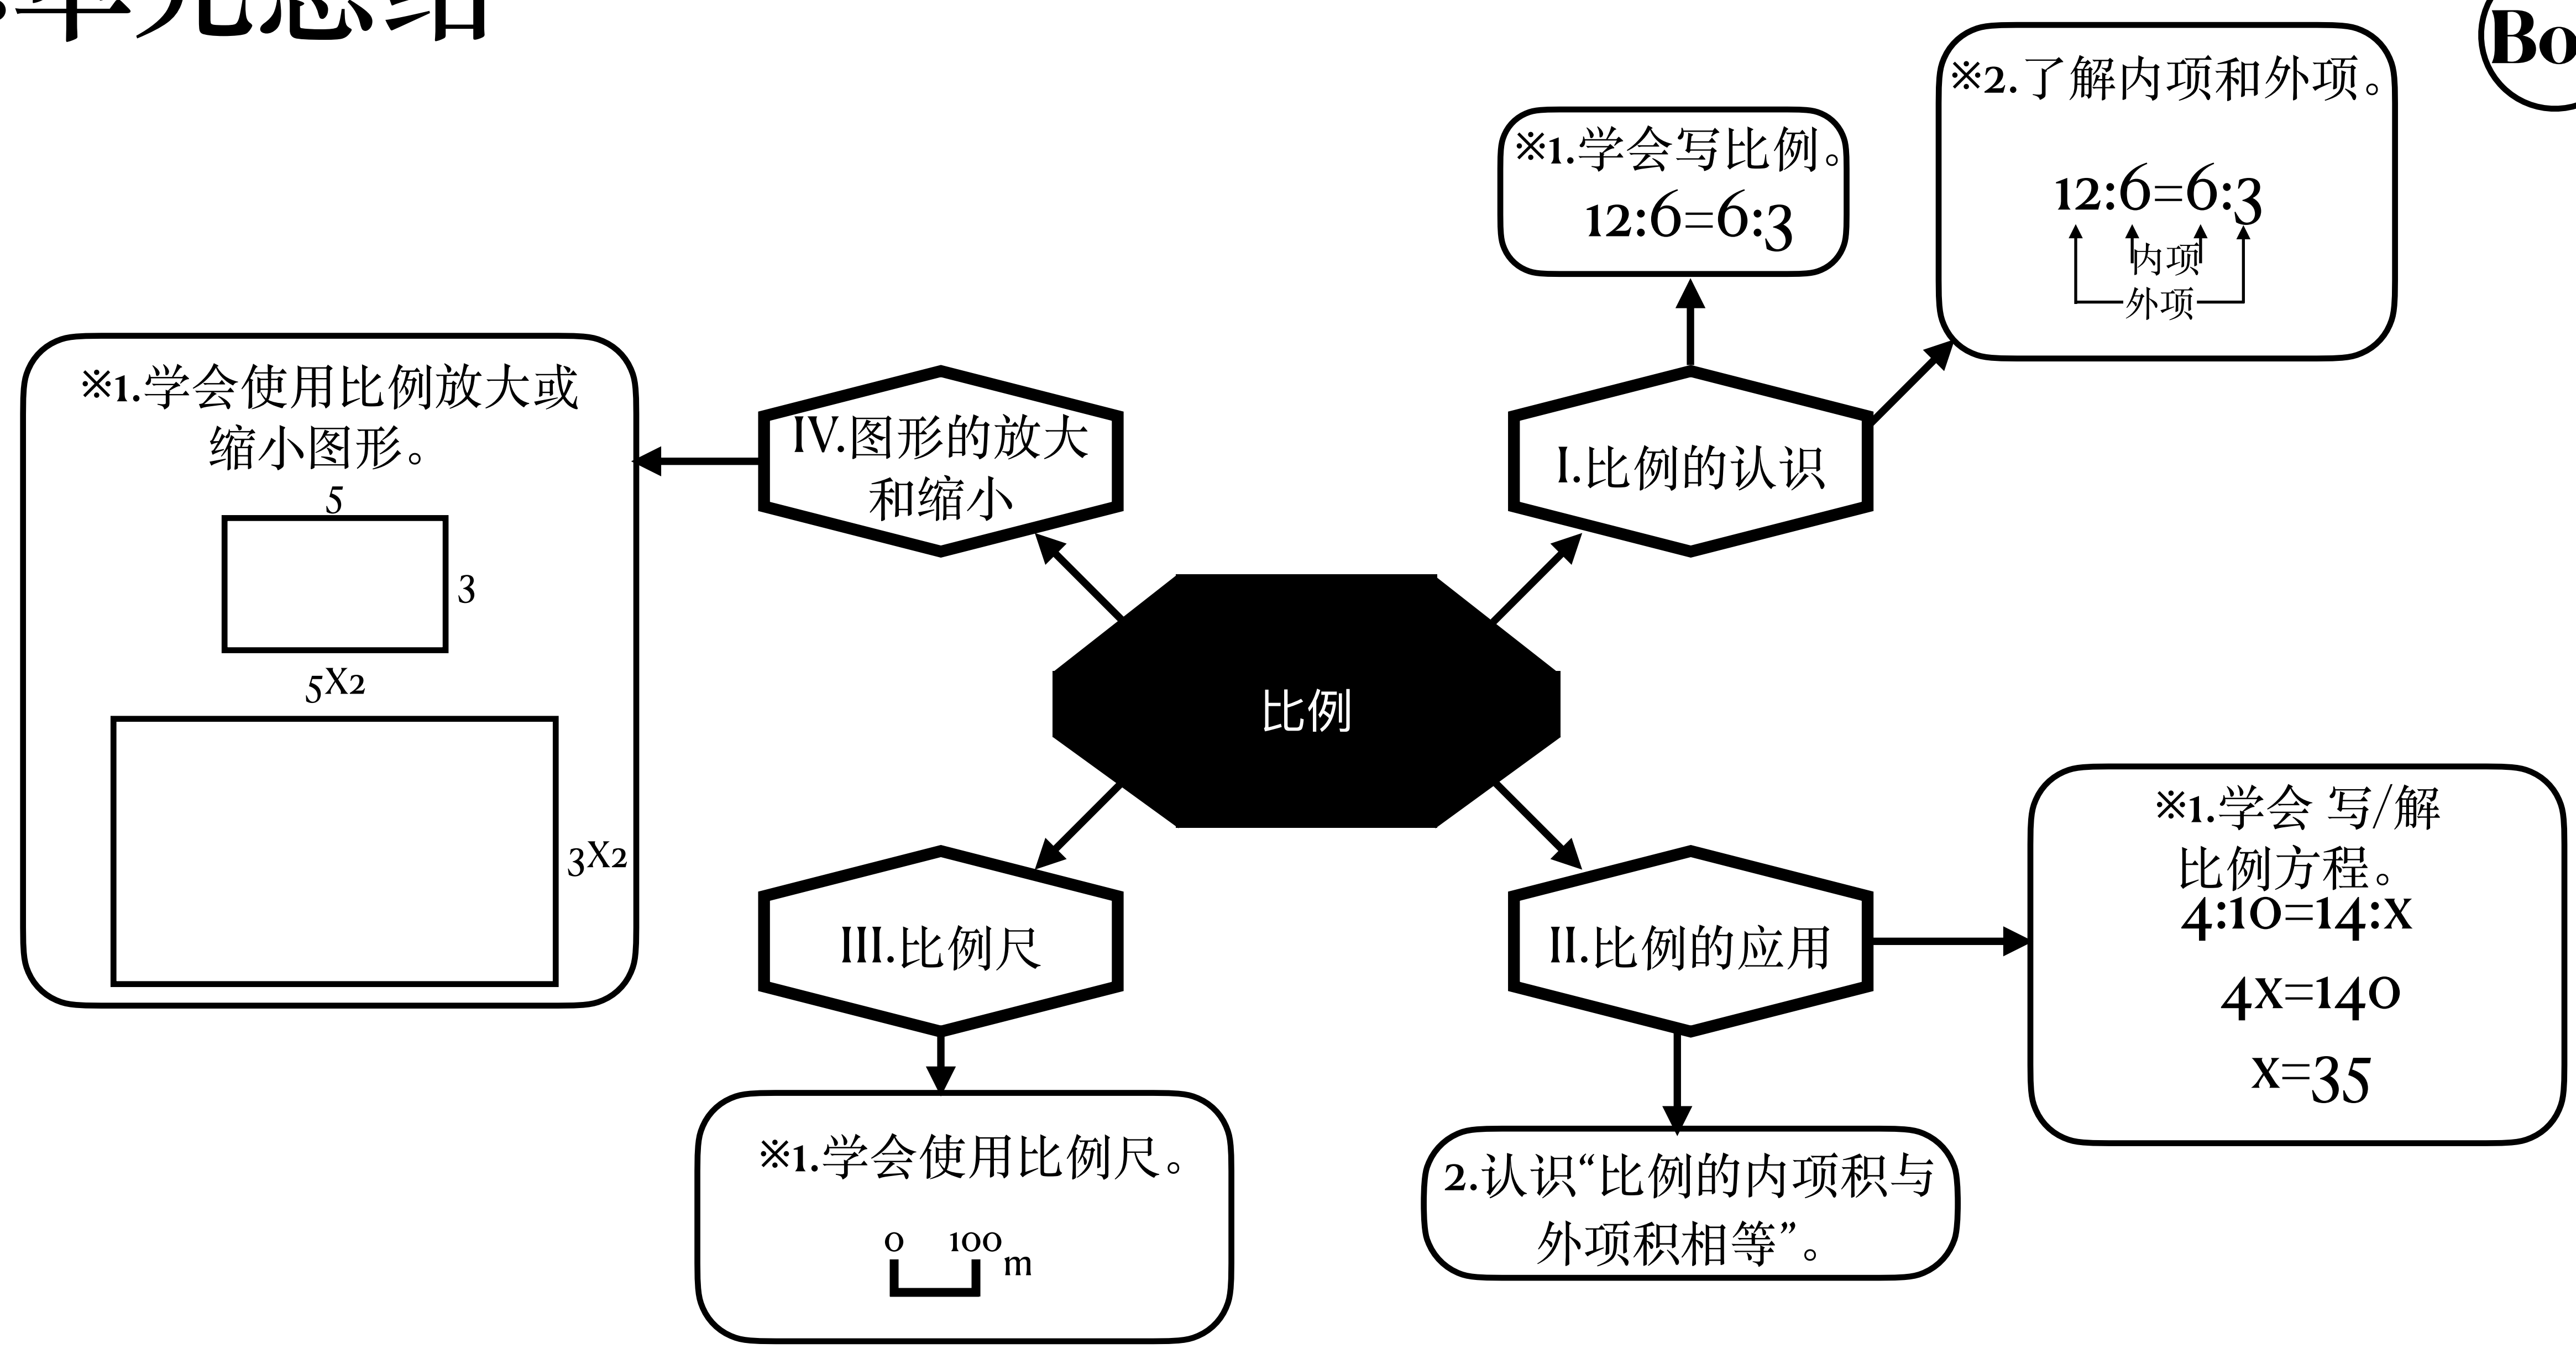 单元总结
Bo
※2.了解内项和外项。
12:6=6:3
内项
外项
※1.学会写比例。
12:6=6:3
※1.学会使用比例放大或
缩小图形。
5
3
5x2
3x2
IV.图形的放大
和缩小
I.比例的认识
比例
III.比例尺
II.比例的应用
※1.学会 写/解
比例方程。
4:10=14:x
4x=140
x=35
※1.学会使用比例尺。
0 100
m
2.认识“比例的内项积与
外项积相等”。